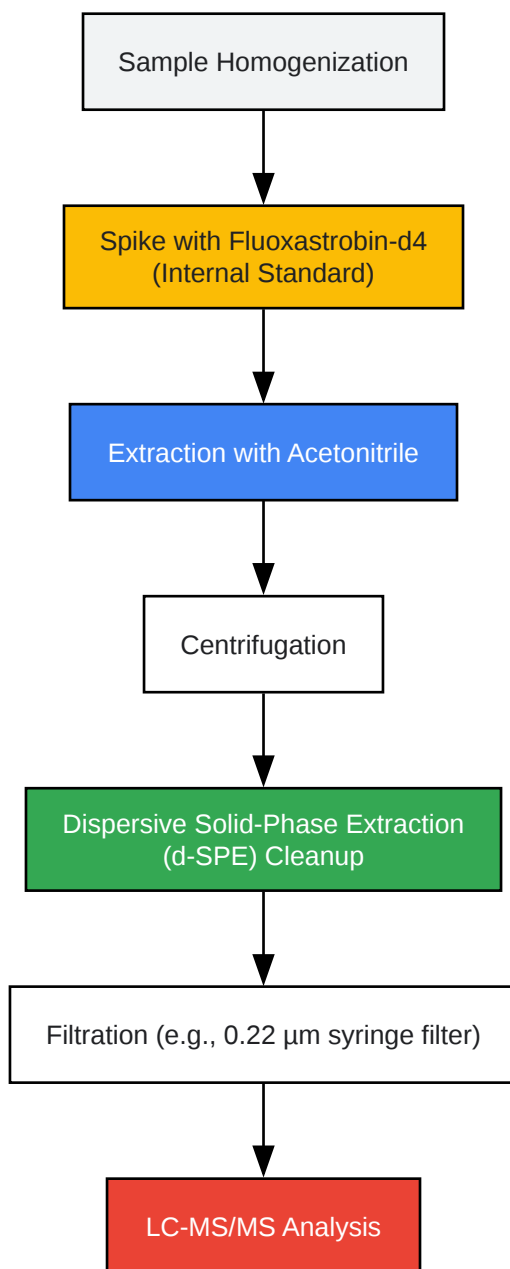 Sample Homogenization
Spike with Fluoxastrobin-d4
(Internal Standard)
Extraction with Acetonitrile
Centrifugation
Dispersive Solid-Phase Extraction
(d-SPE) Cleanup
Filtration (e.g., 0.22 µm syringe filter)
LC-MS/MS Analysis